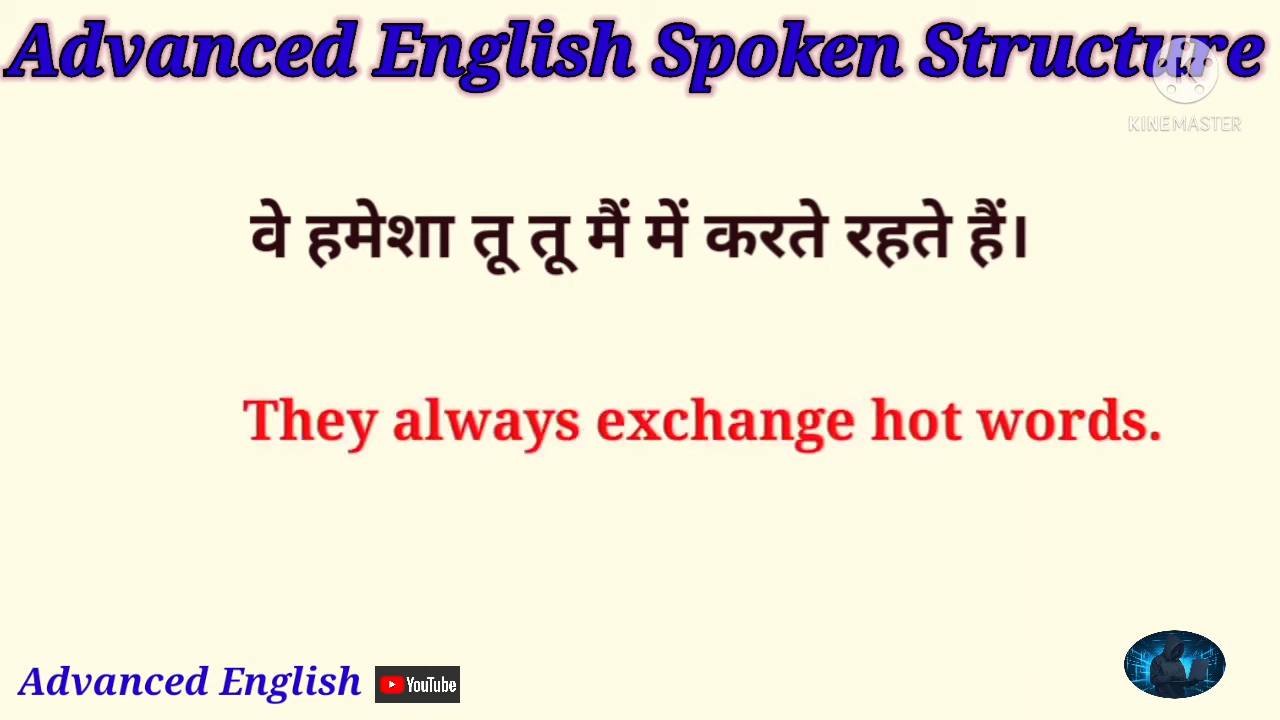 Advanced English Spoken Structure
KINEMASTER
वे हमेशा तू तू मैं में करते रहते हैं।
They always exchange hot words.
Advanced English YouTube